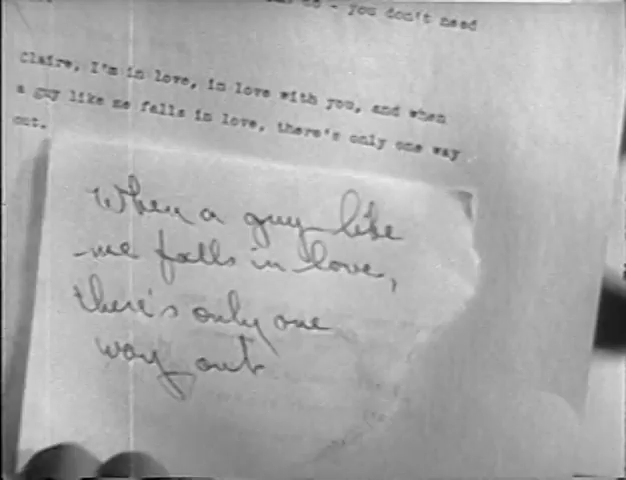 - you don't need
Claire, I'm in love, in love with you, and when
a guy like me falls in love, there's only one way
out.
When a guy like
me falls in love,
there's only one
way out